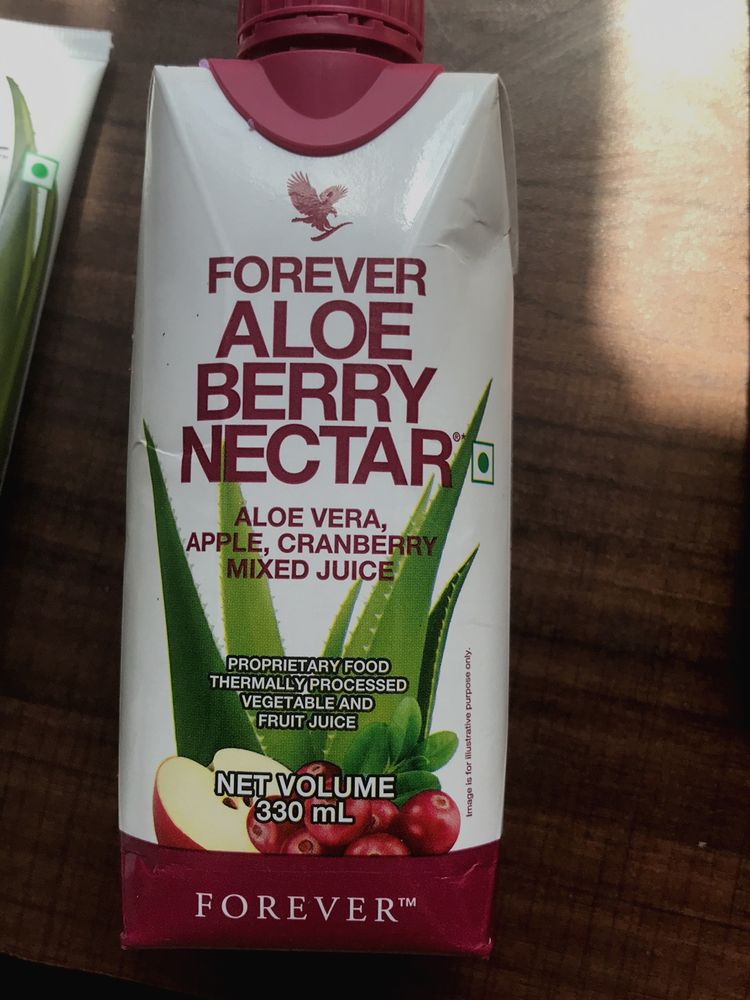 FOREVER
ALOE
BERRY
NECTAR®*
ALOE VERA,
APPLE, CRANBERRY
MIXED JUICE
PROPRIETARY FOOD
THERMALLY PROCESSED
VEGETABLE AND
FRUIT JUICE
Image is for illustrative purpose only.
NET VOLUME
330 mL
FOREVER™